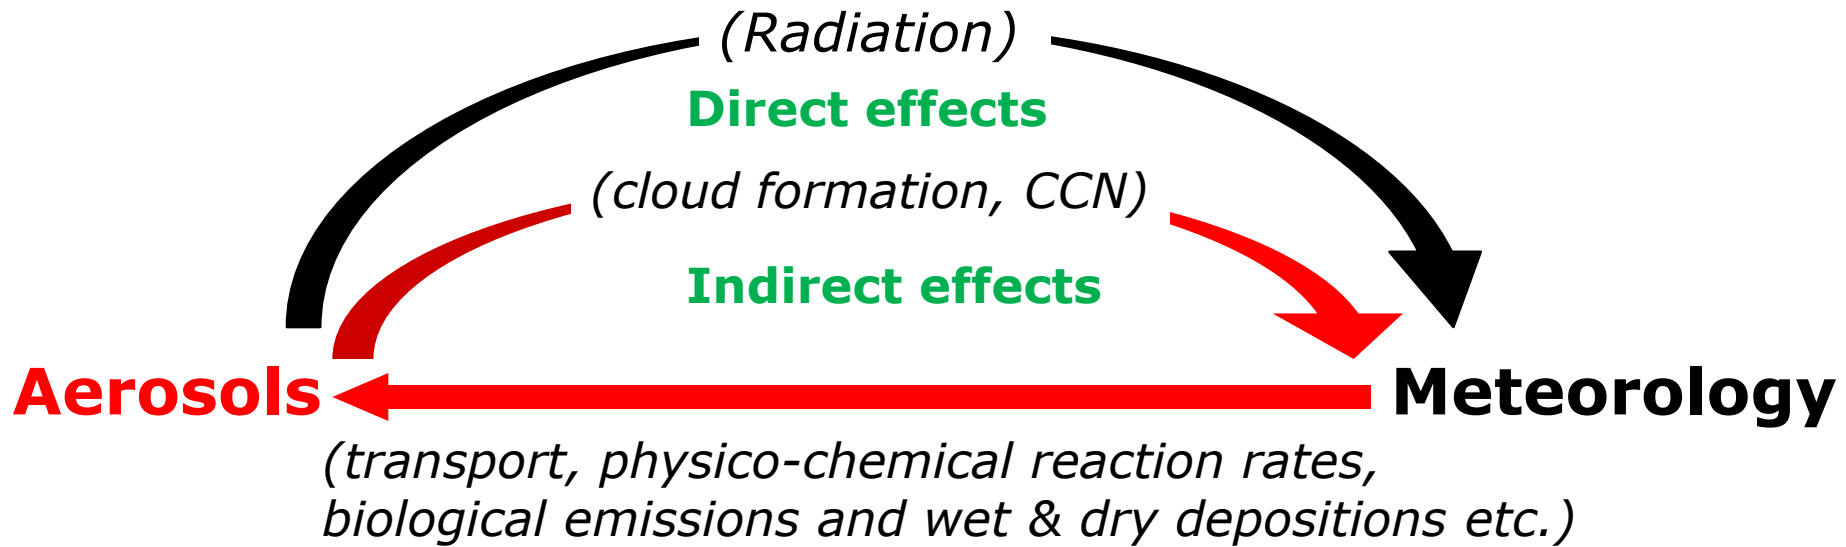 (Radiation)
Direct effects
(cloud formation, CCN)
Indirect effects
Aerosols
Meteorology
(transport, physico-chemical reaction rates,
biological emissions and wet & dry depositions etc.)